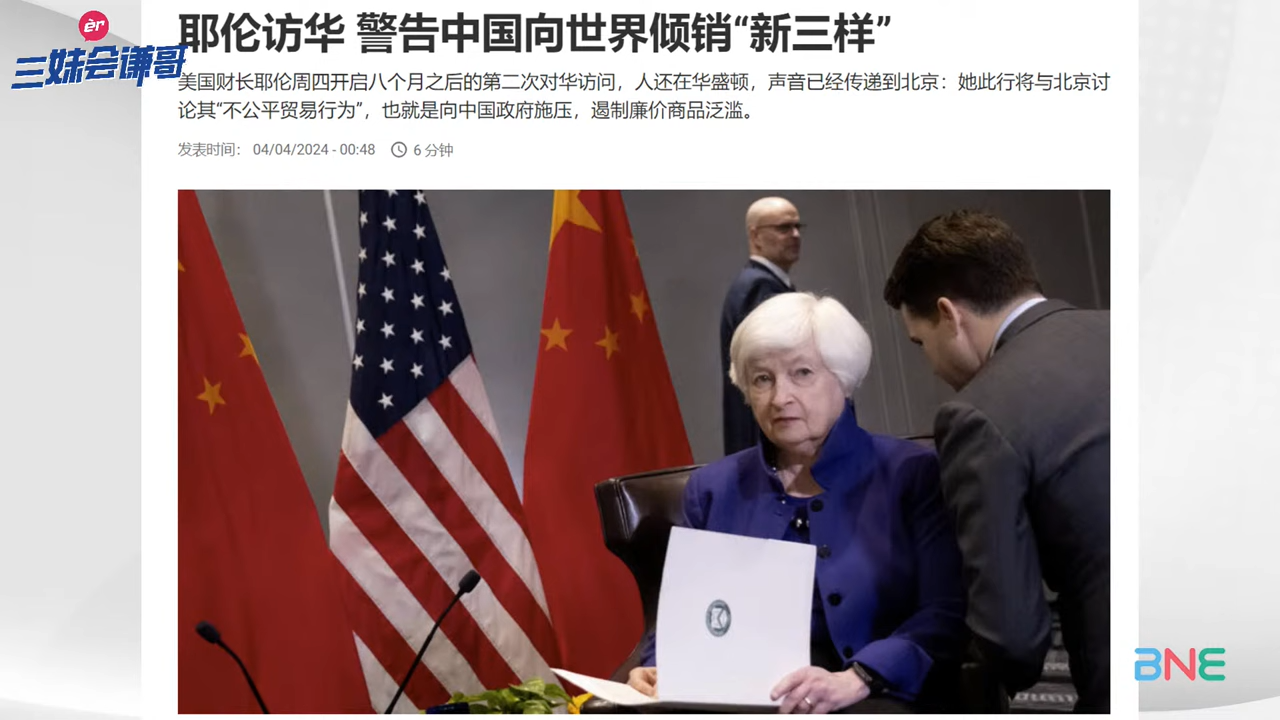 èr
三妹会谦哥
耶伦访华 警告中国向世界倾销“新三样”
美国财长耶伦周四开启八个月之后的第二次对华访问，人还在华盛顿，声音已经传递到北京：她此行将与北京讨
论其“不公平贸易行为”，也就是向中国政府施压，遏制廉价商品泛滥。
发表时间： 04/04/2024 - 00:48 6 分钟
BNE